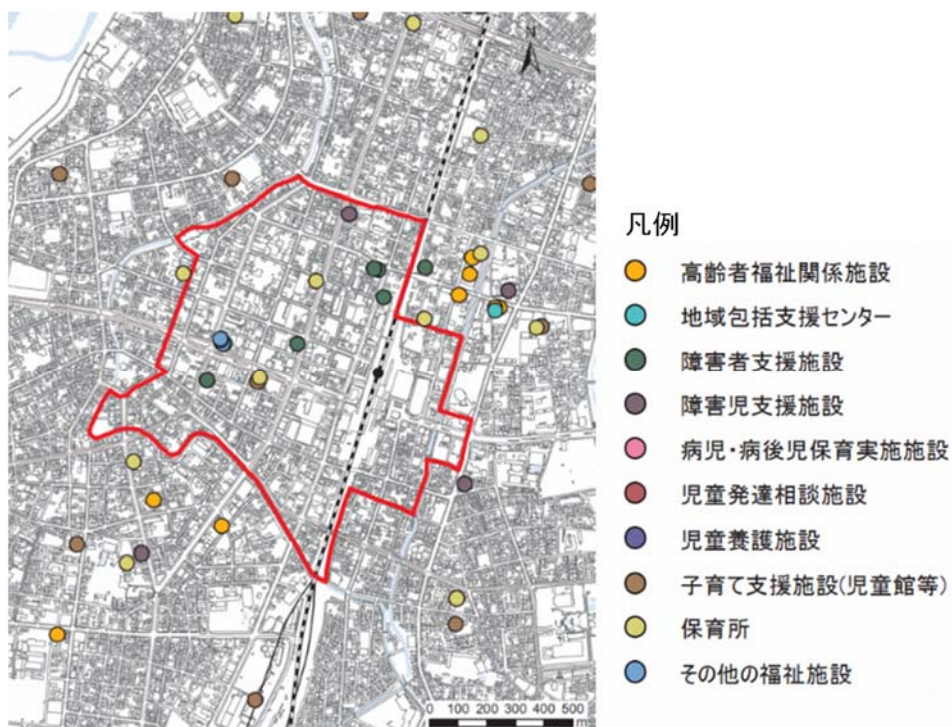 N
凡例
高齢者福祉関係施設
地域包括支援センター
障害者支援施設
障害児支援施設
病児・病後児保育実施施設
児童発達相談施設
児童養護施設
子育て支援施設(児童館等)
保育所
その他の福祉施設
0 100 200 300 400 500
m